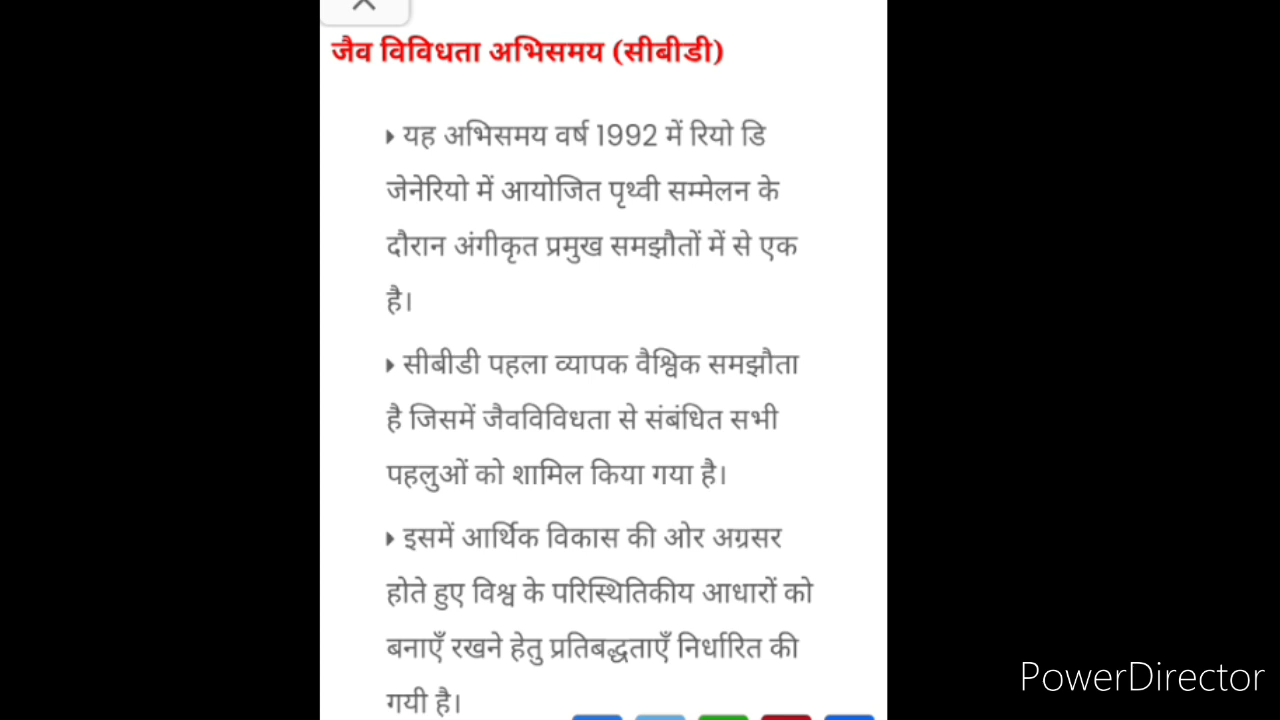 जैव विविधता अभिसमय (सीबीडी)
यह अभिसमय वर्ष 1992 में रियो डि
जेनेरियो में आयोजित पृथ्वी सम्मेलन के
दौरान अंगीकृत प्रमुख समझौतों में से एक
है।
सीबीडी पहला व्यापक वैश्विक समझौता
है जिसमें जैवविविधता से संबंधित सभी
पहलुओं को शामिल किया गया है।
इसमें आर्थिक विकास की ओर अग्रसर
होते हुए विश्व के परिस्थितिकीय आधारों को
बनाएँ रखने हेतु प्रतिबद्धताएँ निर्धारित की
गयी है।
PowerDirector